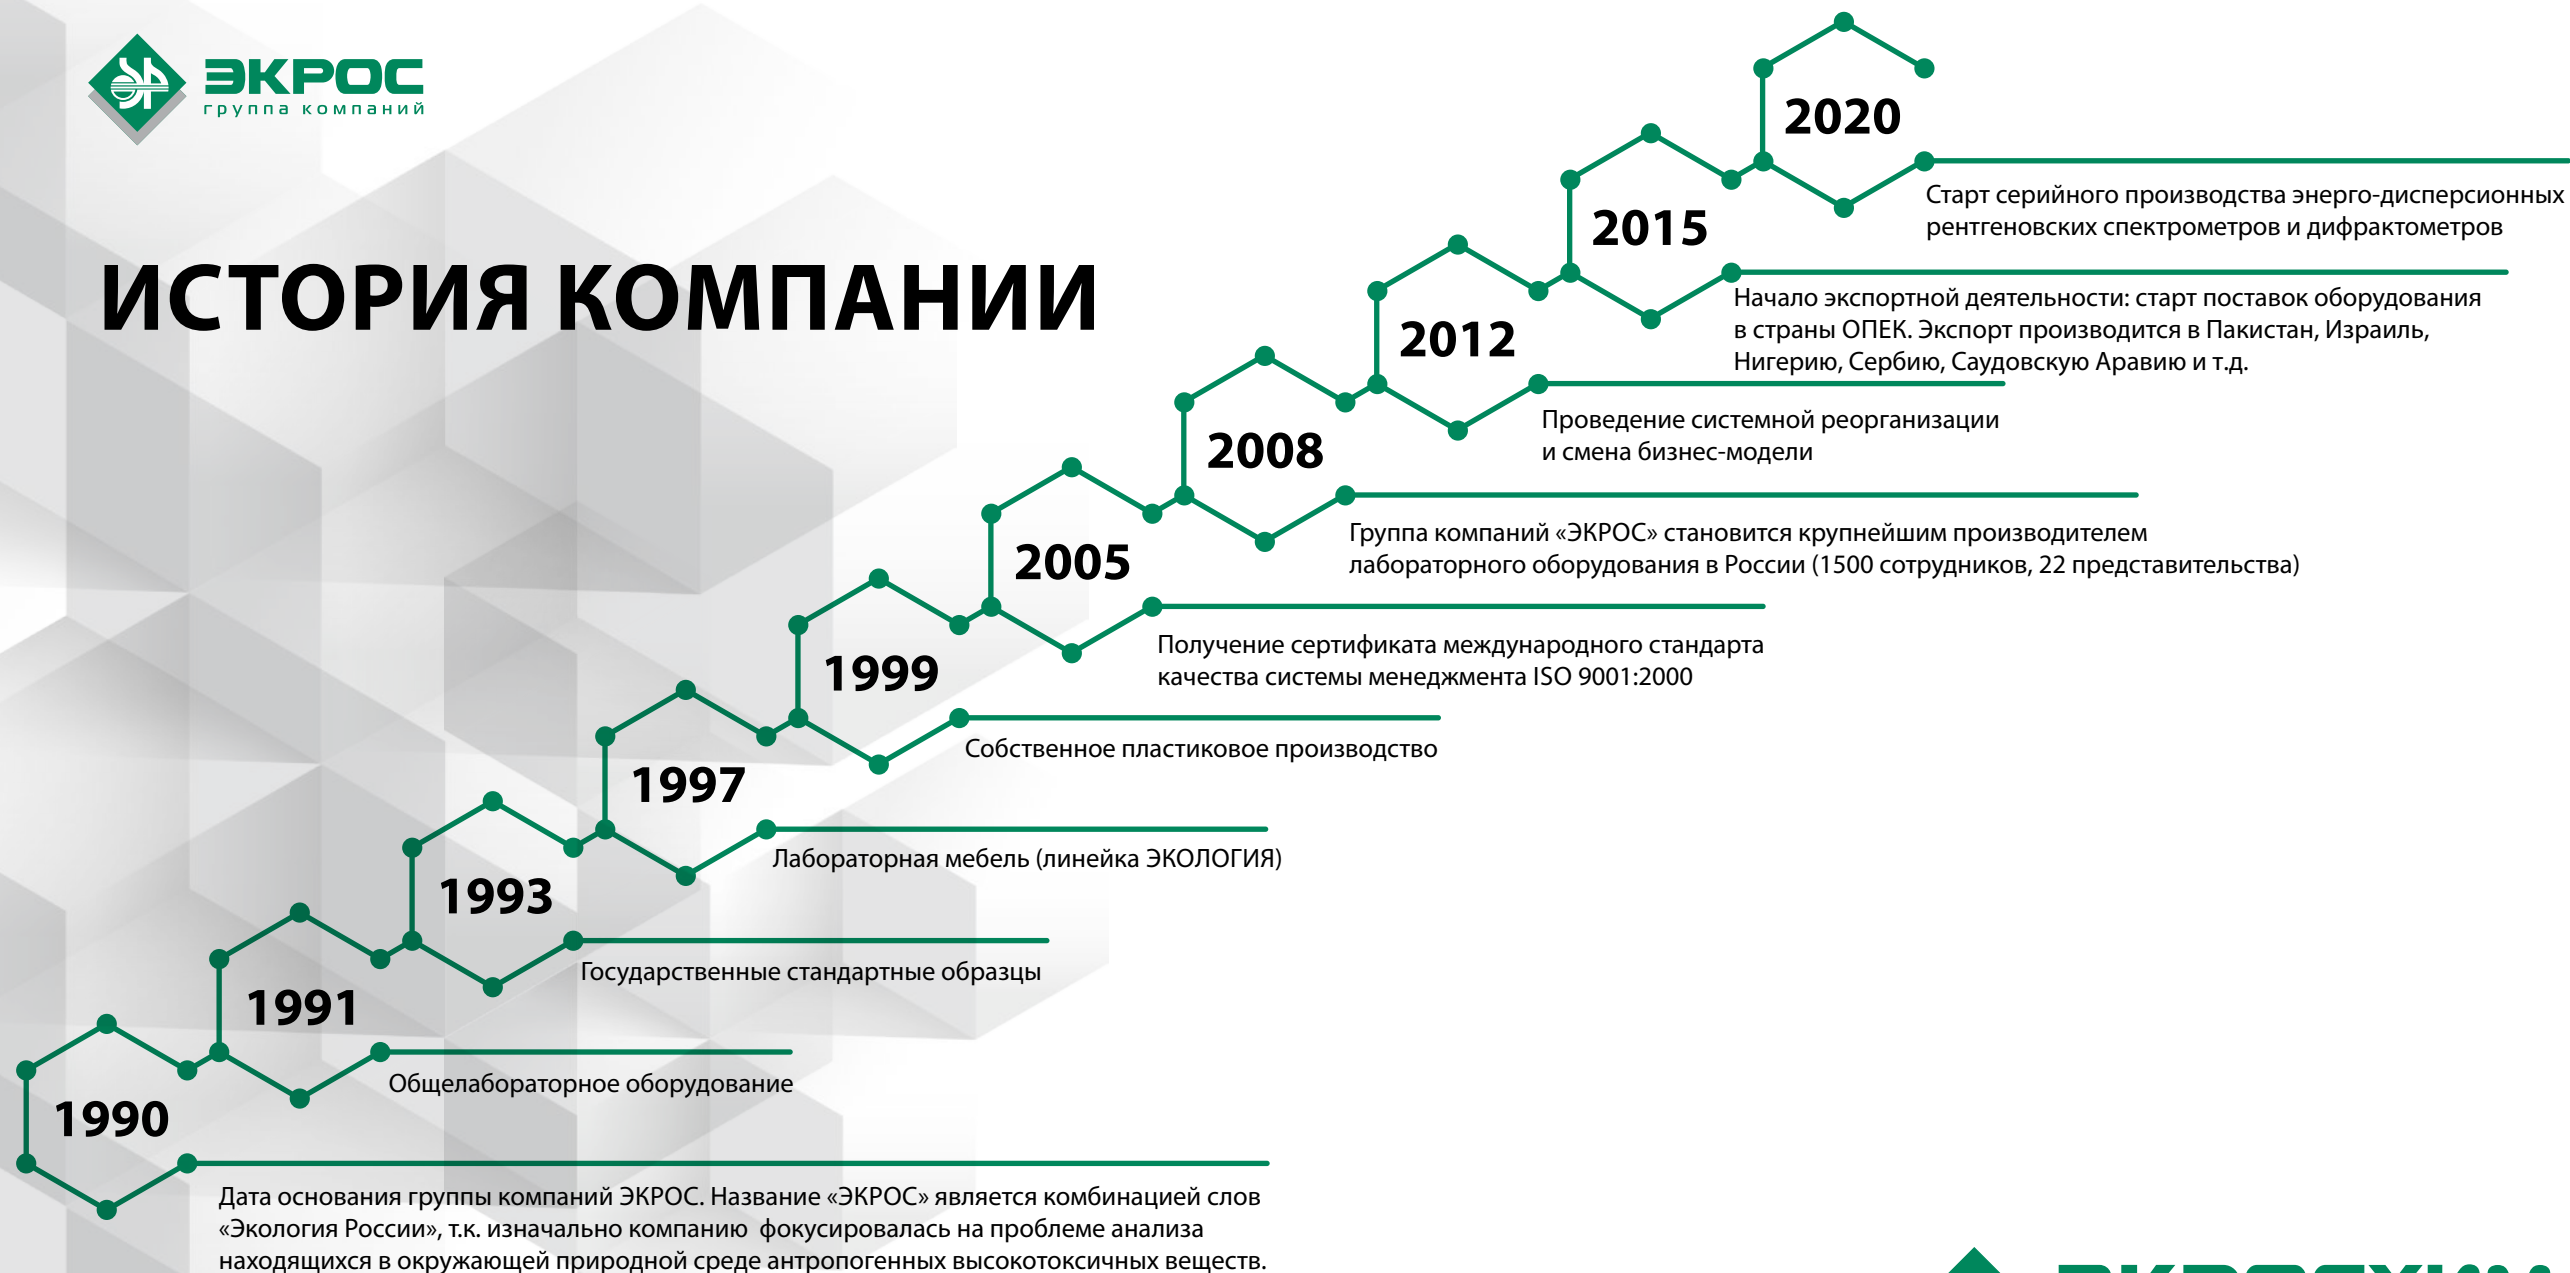 ЭКРОС
группа компаний
ИСТОРИЯ КОМПАНИИ
2020
Старт серийного производства энерго-дисперсионных
рентгеновских спектрометров и дифрактометров
2015
Начало экспортной деятельности: старт поставок оборудования
в страны ОПЕК. Экспорт производится в Пакистан, Израиль,
Нигерию, Сербию, Саудовскую Аравию и т.д.
2012
Проведение системной реорганизации
и смена бизнес-модели
2008
Группа компаний «ЭКРОС» становится крупнейшим производителем
лабораторного оборудования в России (1500 сотрудников, 22 представительства)
2005
Получение сертификата международного стандарта
качества системы менеджмента ISO 9001:2000
1999
Собственное пластиковое производство
1997
Лабораторная мебель (линейка ЭКОЛОГИЯ)
1993
Государственные стандартные образцы
1991
Общелабораторное оборудование
1990
Дата основания группы компаний ЭКРОС. Название «ЭКРОС» является комбинацией слов
«Экология России», т.к. изначально компанию фокусировалась на проблеме анализа
находящихся в окружающей природной среде антропогенных высокотоксичных веществ.